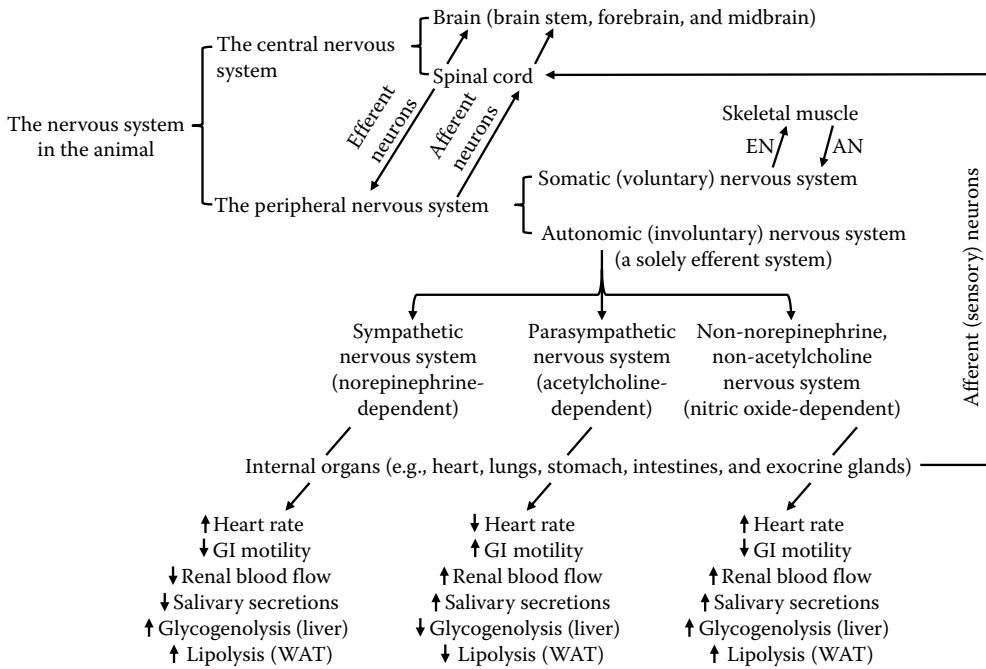 Brain (brain stem, forebrain, and midbrain)
The central nervous
system
Spinal cord
The nervous system
in the animal
Efferent
neurons
Afferent
neurons
Skeletal muscle
EN
AN
Somatic (voluntary) nervous system
The peripheral nervous system
Autonomic (involuntary) nervous system
(a solely efferent system)
Afferent (sensory) neurons
Sympathetic
nervous system
(norepinephrine-
dependent)
Parasympathetic
nervous system
(acetylcholine-
dependent)
Non-norepinephrine,
non-acetylcholine
nervous system
(nitric oxide-dependent)
Internal organs (e.g., heart, lungs, stomach, intestines, and exocrine glands)
↑ Heart rate
↓ GI motility
↓ Renal blood flow
↓ Salivary secretions
↑ Glycogenolysis (liver)
↑ Lipolysis (WAT)
↓ Heart rate
↑ GI motility
↑ Renal blood flow
↑ Salivary secretions
↓ Glycogenolysis (liver)
↓ Lipolysis (WAT)
↑ Heart rate
↓ GI motility
↑ Renal blood flow
↑ Salivary secretions
↑ Glycogenolysis (liver)
↑ Lipolysis (WAT)